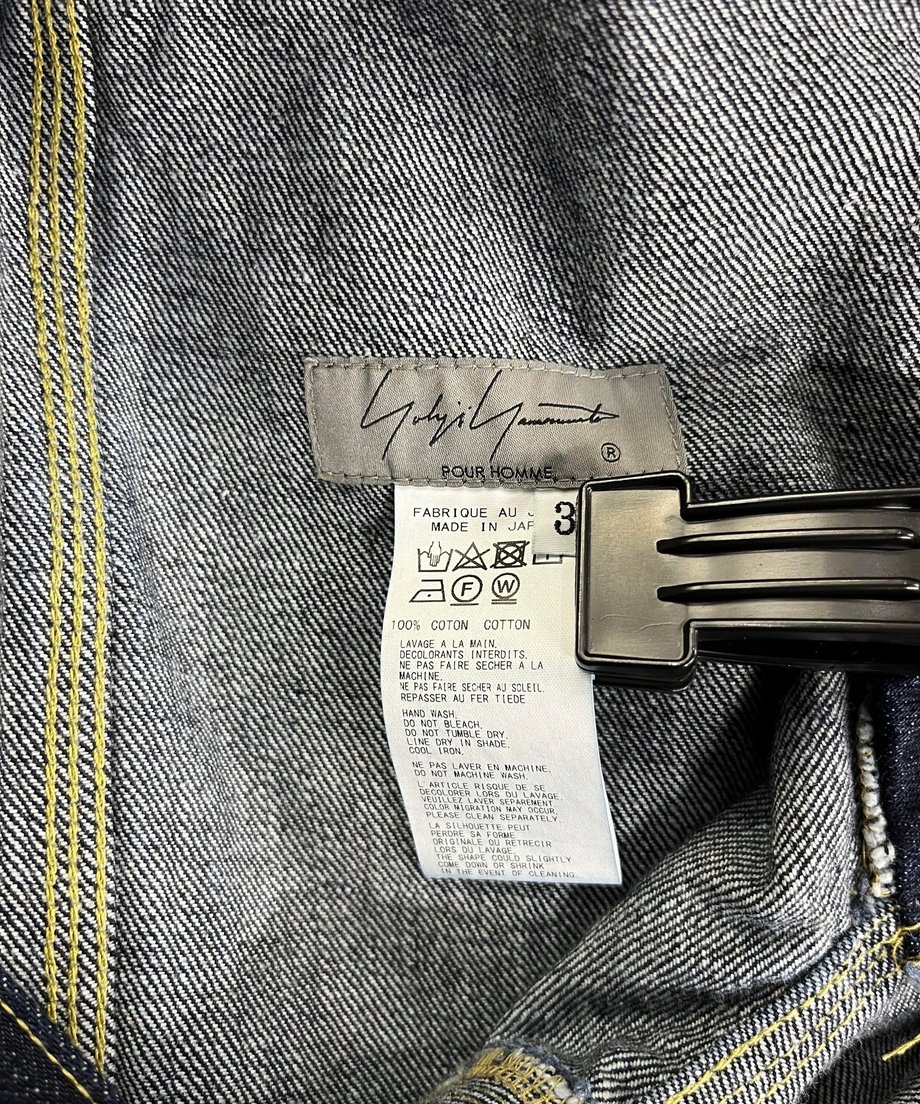 Yohji Yamamoto
®
POUR HOMME
FABRIQUE AU
MADE IN
3
F W
100% COTON COTTON
LAVAGE A LA MAIN.
DECOLORANTS INTERDITS.
NE PAS FAIRE SECHER A LA
MACHINE.
NE PAS FAIRE SECHER AU SOLEIL.
REPASSER AU FER TIEDE
HAND WASH.
DO NOT BLEACH.
DO NOT TUMBLE DRY.
LINE DRY IN SHADE.
COOL IRON.
NE PAS LAVER EN MACHINE.
DO NOT MACHINE WASH.
L'ARTICLE RISQUE DE SE
DECOLORER LORS DU LAVAGE.
VEUILLEZ LAVER SEPAREMENT
COLOR MIGRATION MAY OCCUR.
PLEASE CLEAN SEPARATELY.
LA SILHOUETTE PEUT
PERDRE SA FORME
ORIGINALE OU RETRECIR
LORS DU LAVAGE.
THE SHAPE COULD SLIGHTLY
COME DOWN OR SHRINK
IN THE EVENT OF CLEANING.